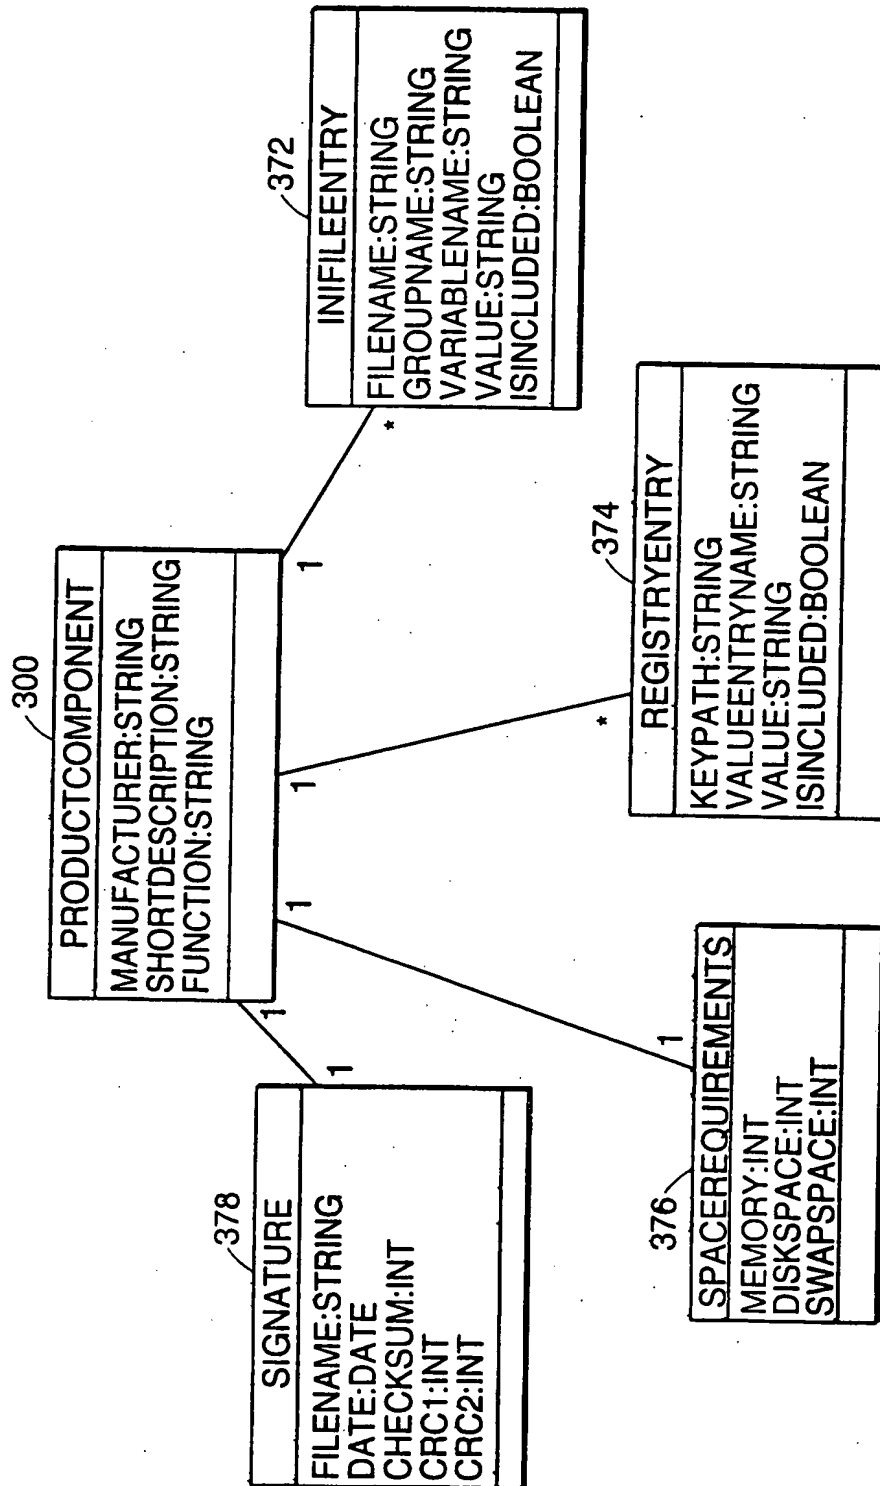 300
PRODUCTCOMPONENT
MANUFACTURER:STRING
SHORTDESCRIPTION:STRING
FUNCTION:STRING
1
1
1
1
378
SIGNATURE
FILENAME:STRING
DATE:DATE
CHECKSUM:INT
CRC1:INT
CRC2:INT
1
372
INIFILEENTRY
FILENAME:STRING
GROUPNAME:STRING
VARIABLENAME:STRING
VALUE:STRING
ISINCLUDED:BOOLEAN
*
376
SPACEREQUIREMENTS
MEMORY:INT
DISKSPACE:INT
SWAPSPACE:INT
1
374
REGISTRYENTRY
KEYPATH:STRING
VALUEENTRYNAME:STRING
VALUE:STRING
ISINCLUDED:BOOLEAN
*